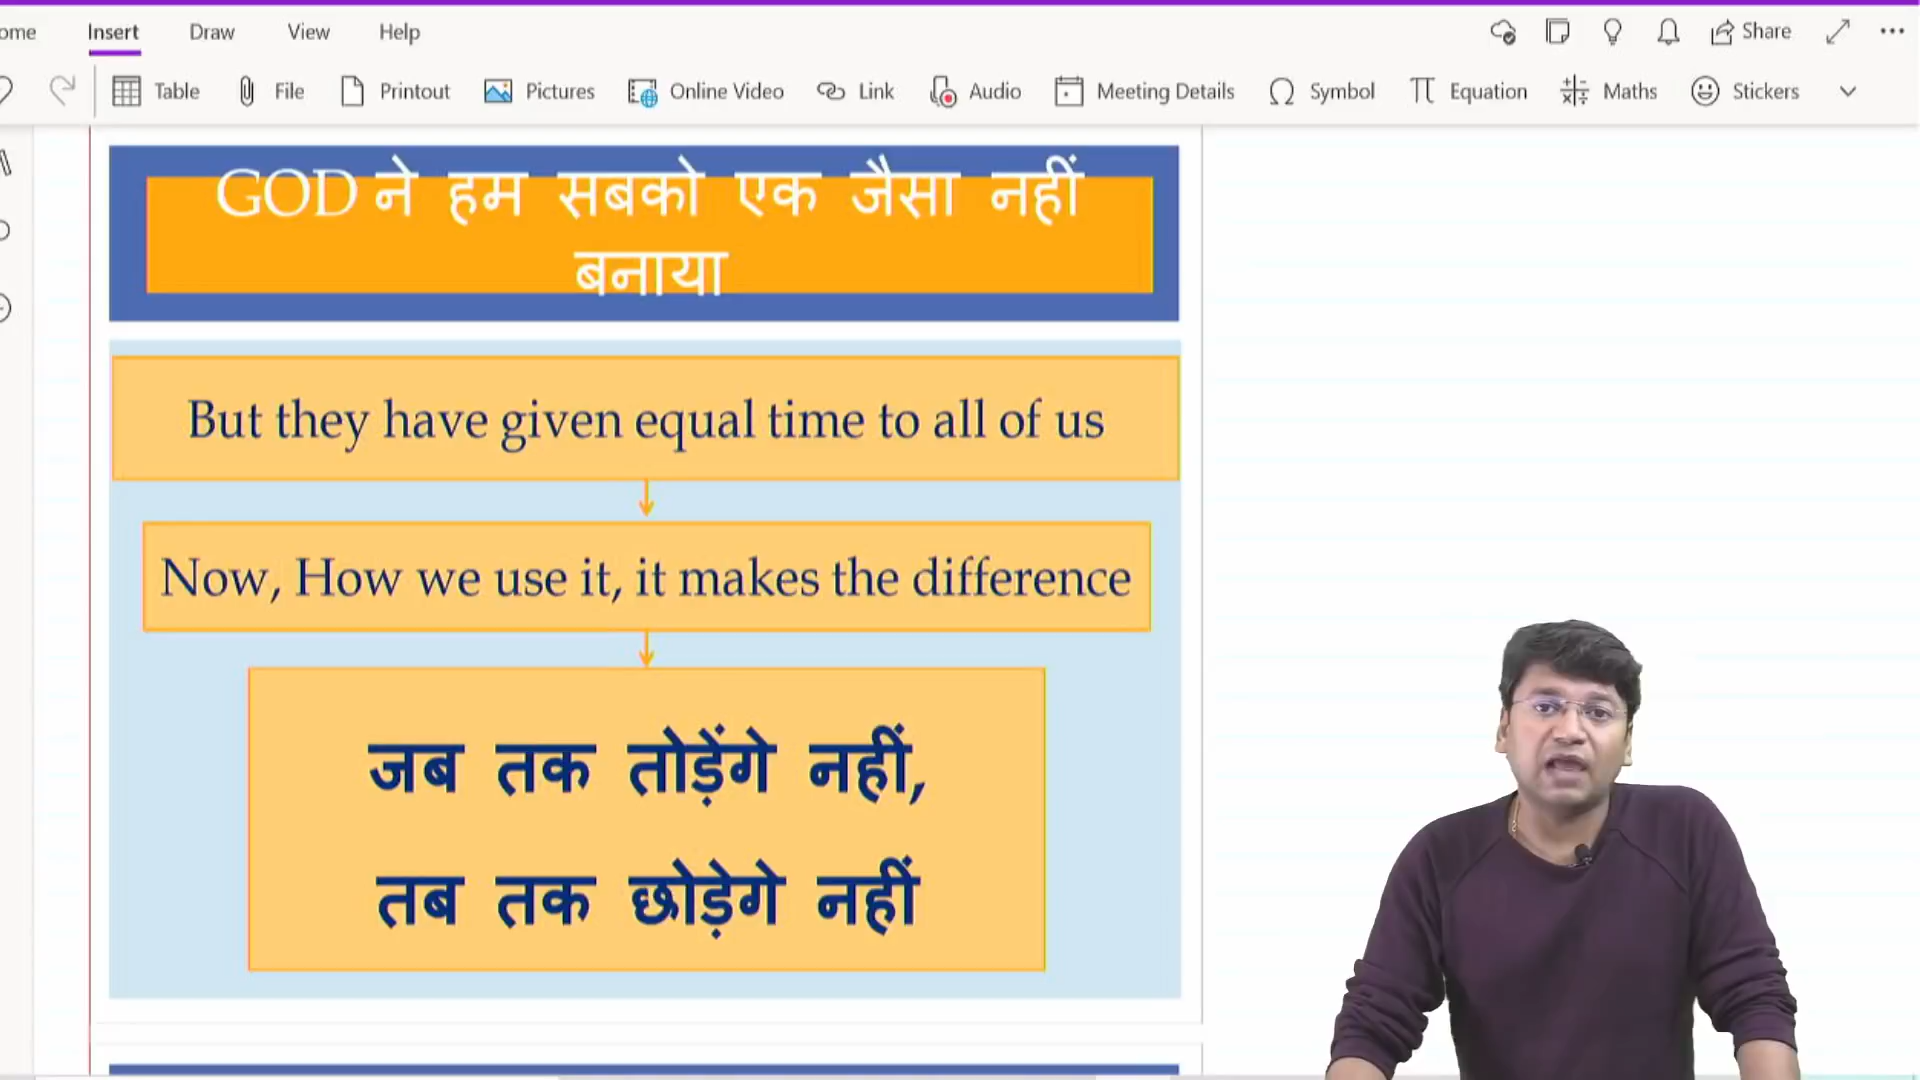 ome Insert Draw View Help Share
Table File Printout Pictures Online Video Link Audio Meeting Details Symbol Equation Maths Stickers
GOD ने हम सबको एक जैसा नहीं
बनाया
But they have given equal time to all of us
Now, How we use it, it makes the difference
जब तक तोड़ेंगे नहीं,
तब तक छोड़ेगे नहीं